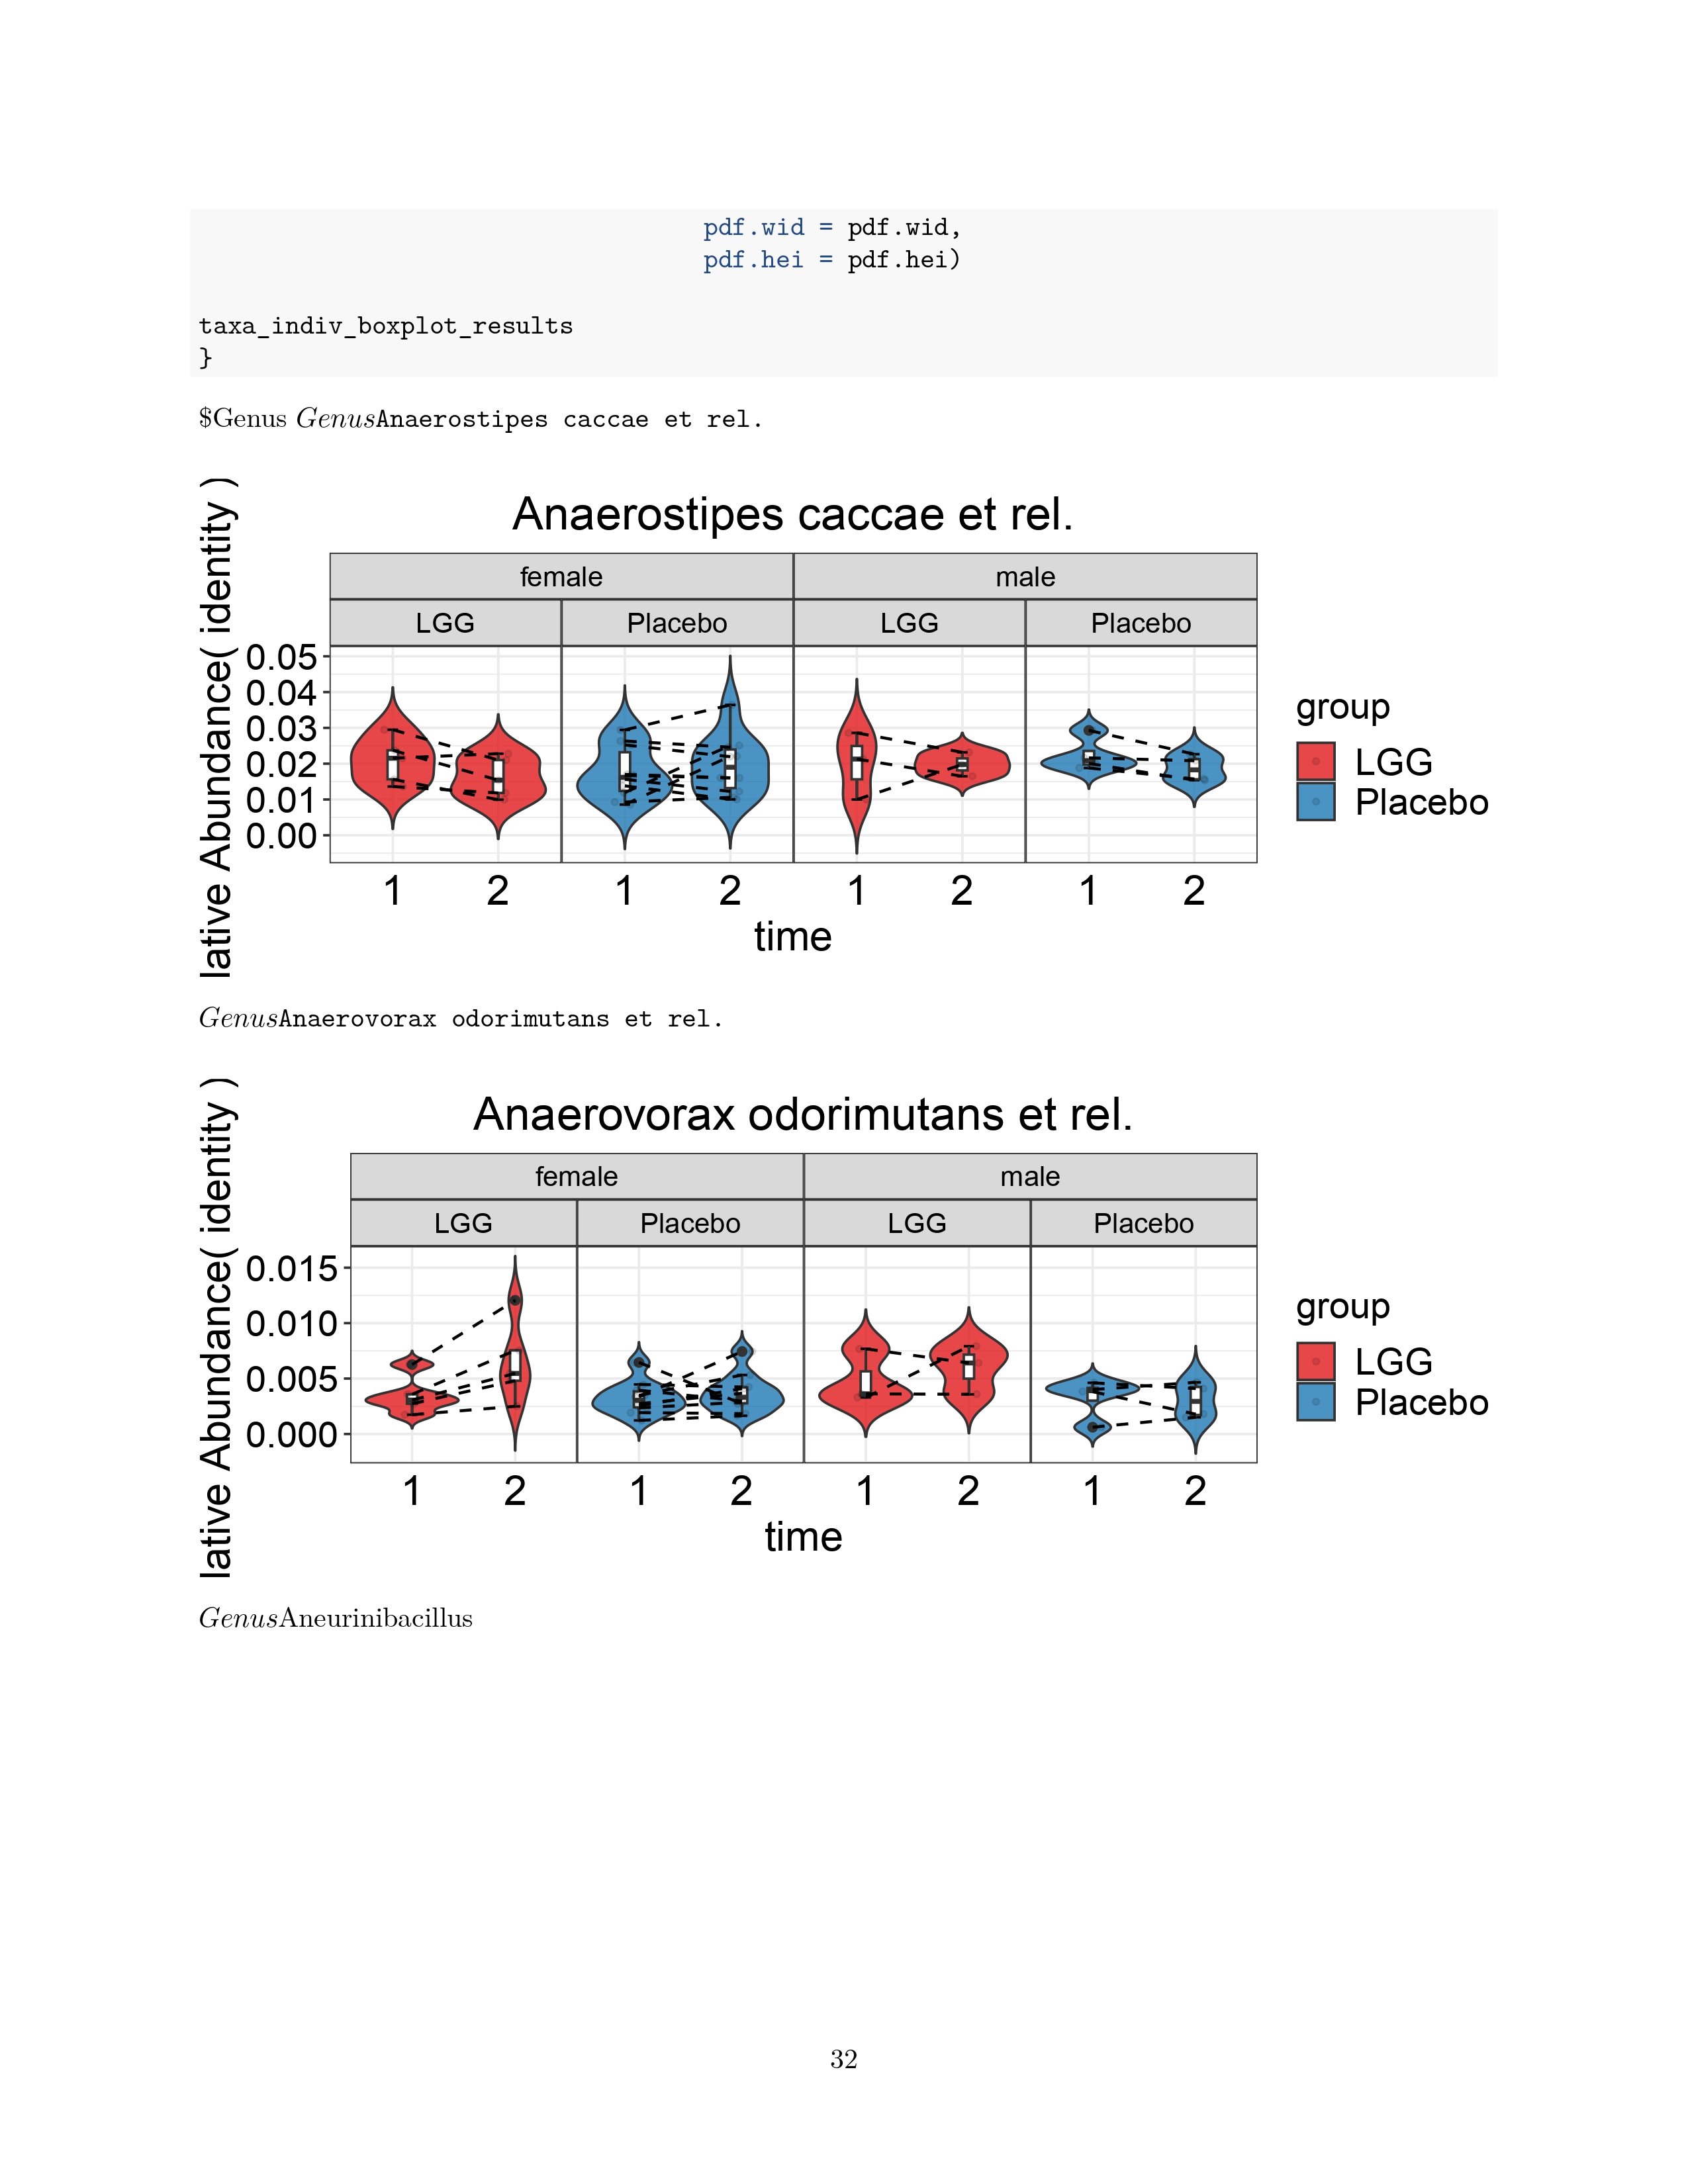 pdf.wid = pdf.wid,
pdf.hei = pdf.hei)
taxa_indiv_boxplot_results
}
$Genus GenusAnaerostipes caccae et rel.
lative Abundance( identity )
Anaerostipes caccae et rel.
female male
LGG Placebo LGG Placebo
0.05
0.04
0.03
0.02
0.01
0.00
1 2 1 2 1 2 1 2
time
group
LGG
Placebo
GenusAnaerovorax odorimutans et rel.
lative Abundance( identity )
Anaerovorax odorimutans et rel.
female male
LGG Placebo LGG Placebo
0.015
0.010
0.005
0.000
1 2 1 2 1 2 1 2
time
group
LGG
Placebo
GenusAneurinibacillus
32